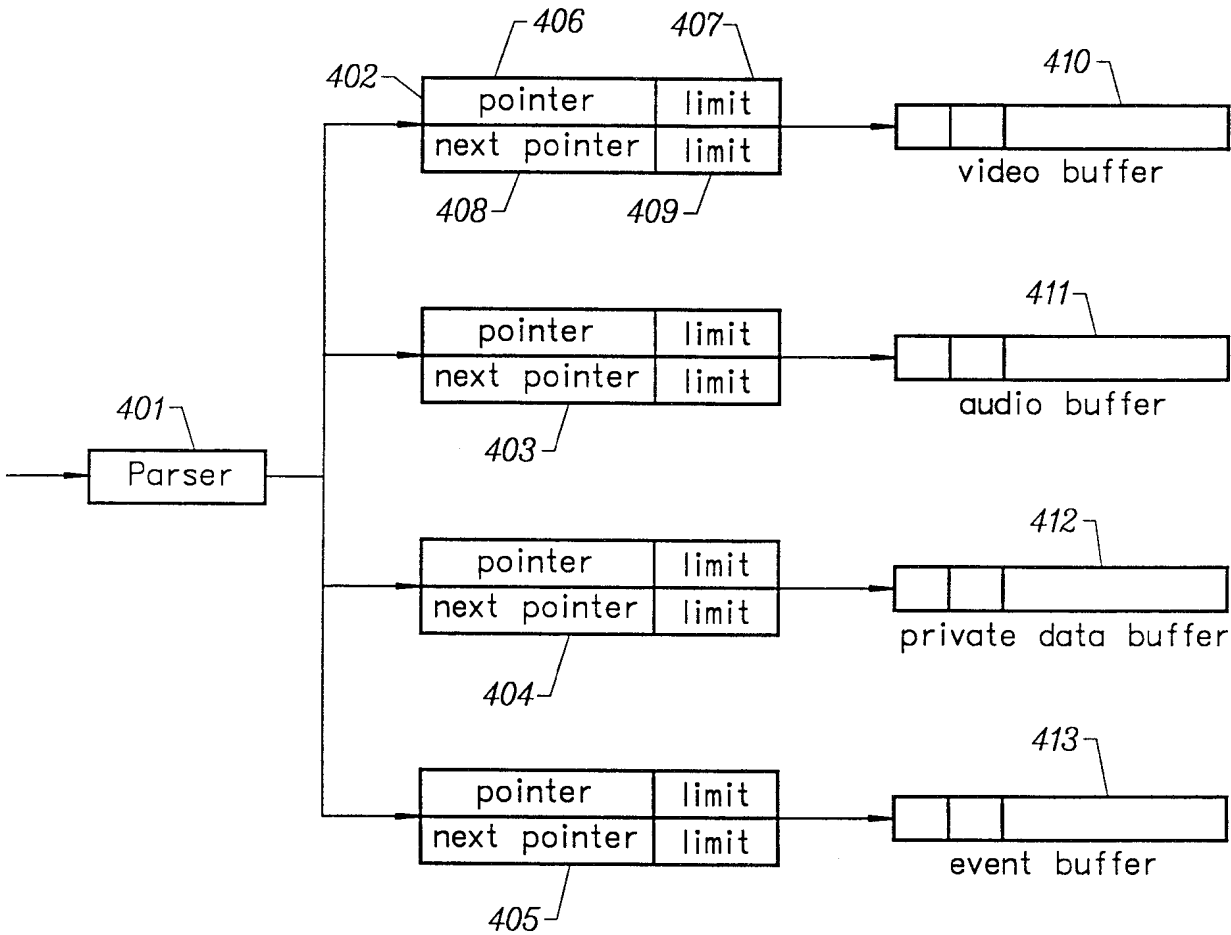 406
407
402
410
pointer limit
next pointer limit
video buffer
408
409
411
pointer limit
next pointer limit
audio buffer
401
403
Parser
412
pointer limit
next pointer limit
private data buffer
404
413
pointer limit
next pointer limit
event buffer
405